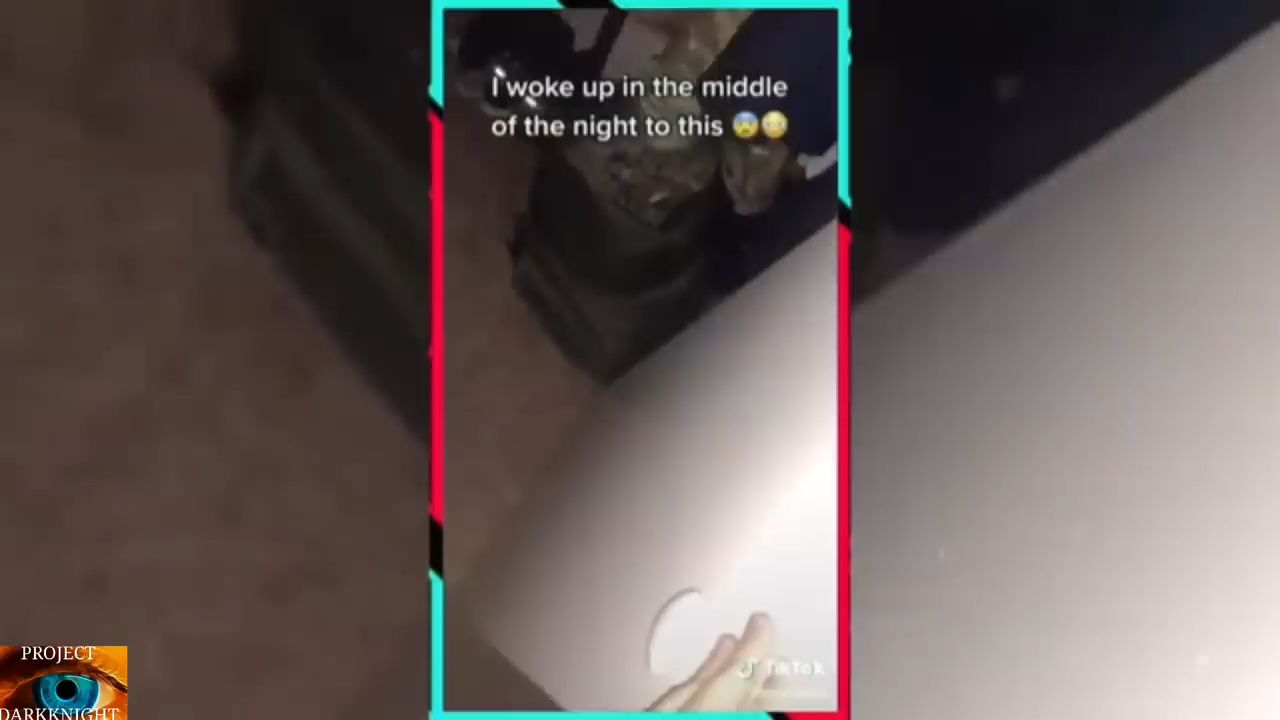 I woke up in the middle
of the night to this 😨😳
TikTok
PROJECT
DARKKNIGHT